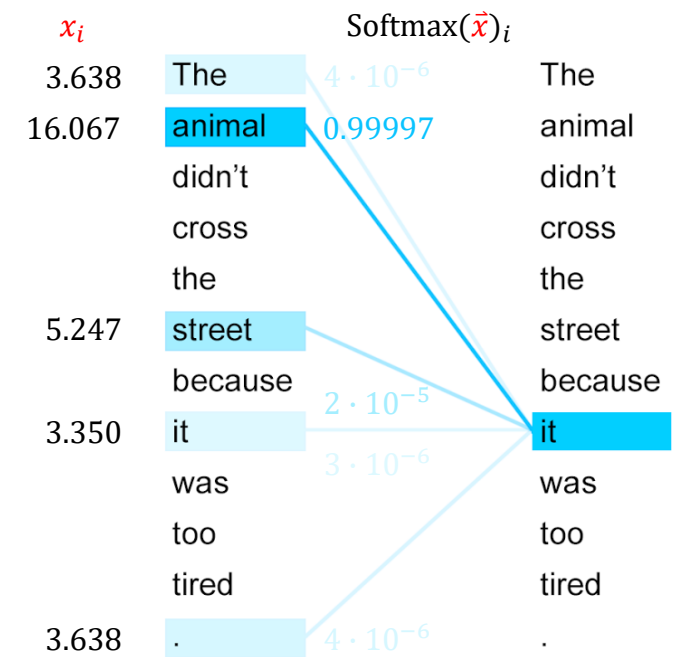 xᵢ Softmax(x⃗)ᵢ
3.638 The 4 · 10⁻⁶ The
16.067 animal 0.99997 animal
didn’t didn’t
cross cross
the the
5.247 street street
because because
2 · 10⁻⁵
3.350 it it
3 · 10⁻⁶
was was
too too
tired tired
3.638 . 4 · 10⁻⁶ .